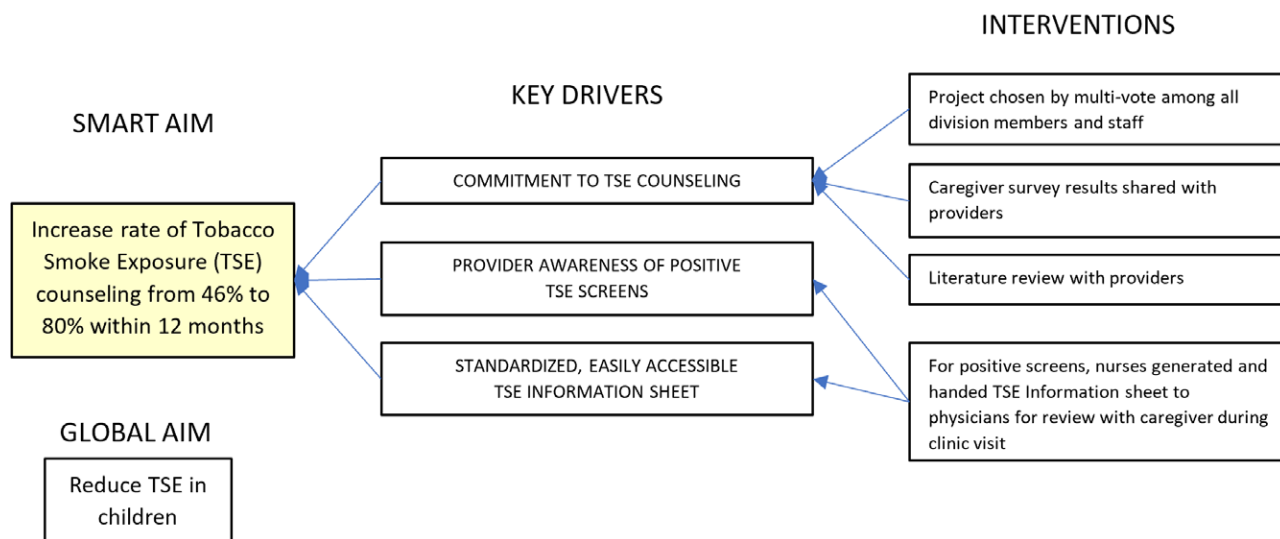 SMART AIM
Increase rate of Tobacco
Smoke Exposure (TSE)
counseling from 46% to
80% within 12 months
GLOBAL AIM
Reduce TSE in
children
KEY DRIVERS
COMMITMENT TO TSE COUNSELING
PROVIDER AWARENESS OF POSITIVE
TSE SCREENS
STANDARDIZED, EASILY ACCESSIBLE
TSE INFORMATION SHEET
INTERVENTIONS
Project chosen by multi-vote among all
division members and staff
Caregiver survey results shared with
providers
Literature review with providers
For positive screens, nurses generated and
handed TSE Information sheet to
physicians for review with caregiver during
clinic visit